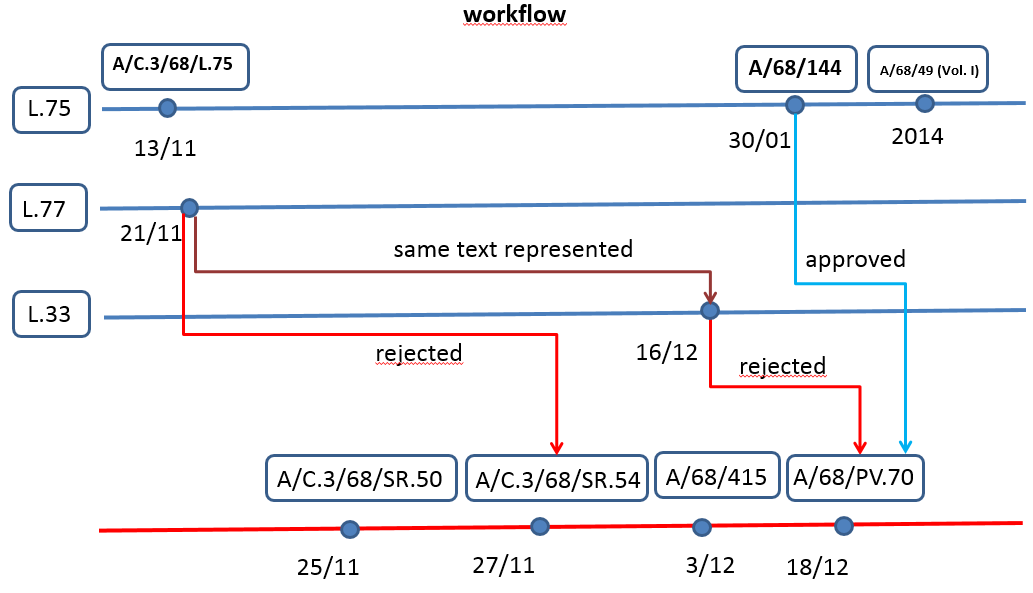 workflow
A/C.3/68/L.75
A/68/144
A/68/49 (Vol. I)
L.75
13/11
30/01
2014
L.77
21/11
same text represented
approved
L.33
rejected
16/12
rejected
A/C.3/68/SR.50
A/C.3/68/SR.54
A/68/415
A/68/PV.70
25/11
27/11
3/12
18/12